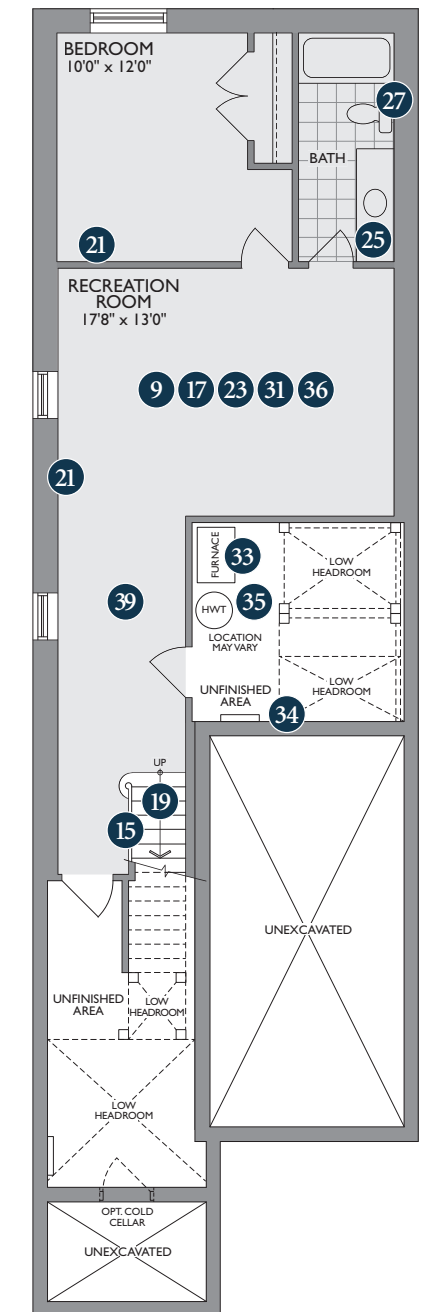 BEDROOM
10'0" x 12'0"
27
BATH
25
21
RECREATION
ROOM
17'8" x 13'0"
9 17 23 31 36
21
FURNACE
33
LOW
HEADROOM
39
HWT
35
LOCATION
MAY VARY
UNFINISHED
AREA
LOW
HEADROOM
34
UP
19
15
UNEXCAVATED
UNFINISHED
AREA
LOW
HEADROOM
LOW
HEADROOM
OPT. COLD
CELLAR
UNEXCAVATED